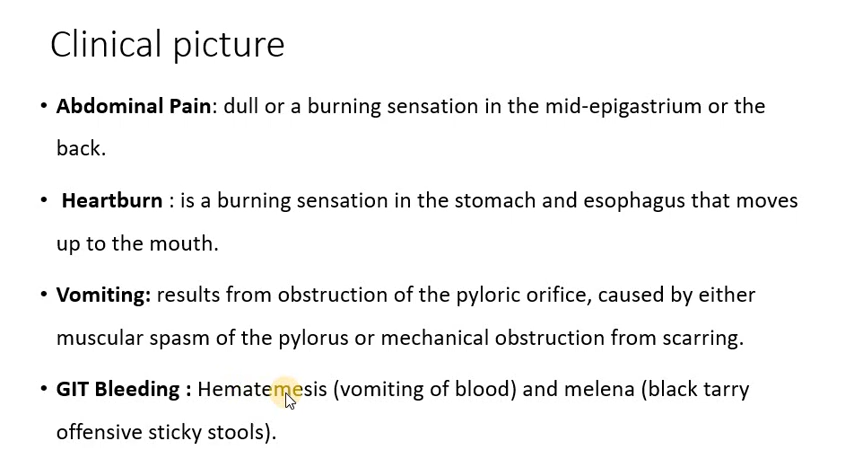 Clinical picture
• Abdominal Pain: dull or a burning sensation in the mid-epigastrium or the
back.
• Heartburn : is a burning sensation in the stomach and esophagus that moves
up to the mouth.
• Vomiting: results from obstruction of the pyloric orifice, caused by either
muscular spasm of the pylorus or mechanical obstruction from scarring.
• GIT Bleeding : Hematemesis (vomiting of blood) and melena (black tarry
offensive sticky stools).